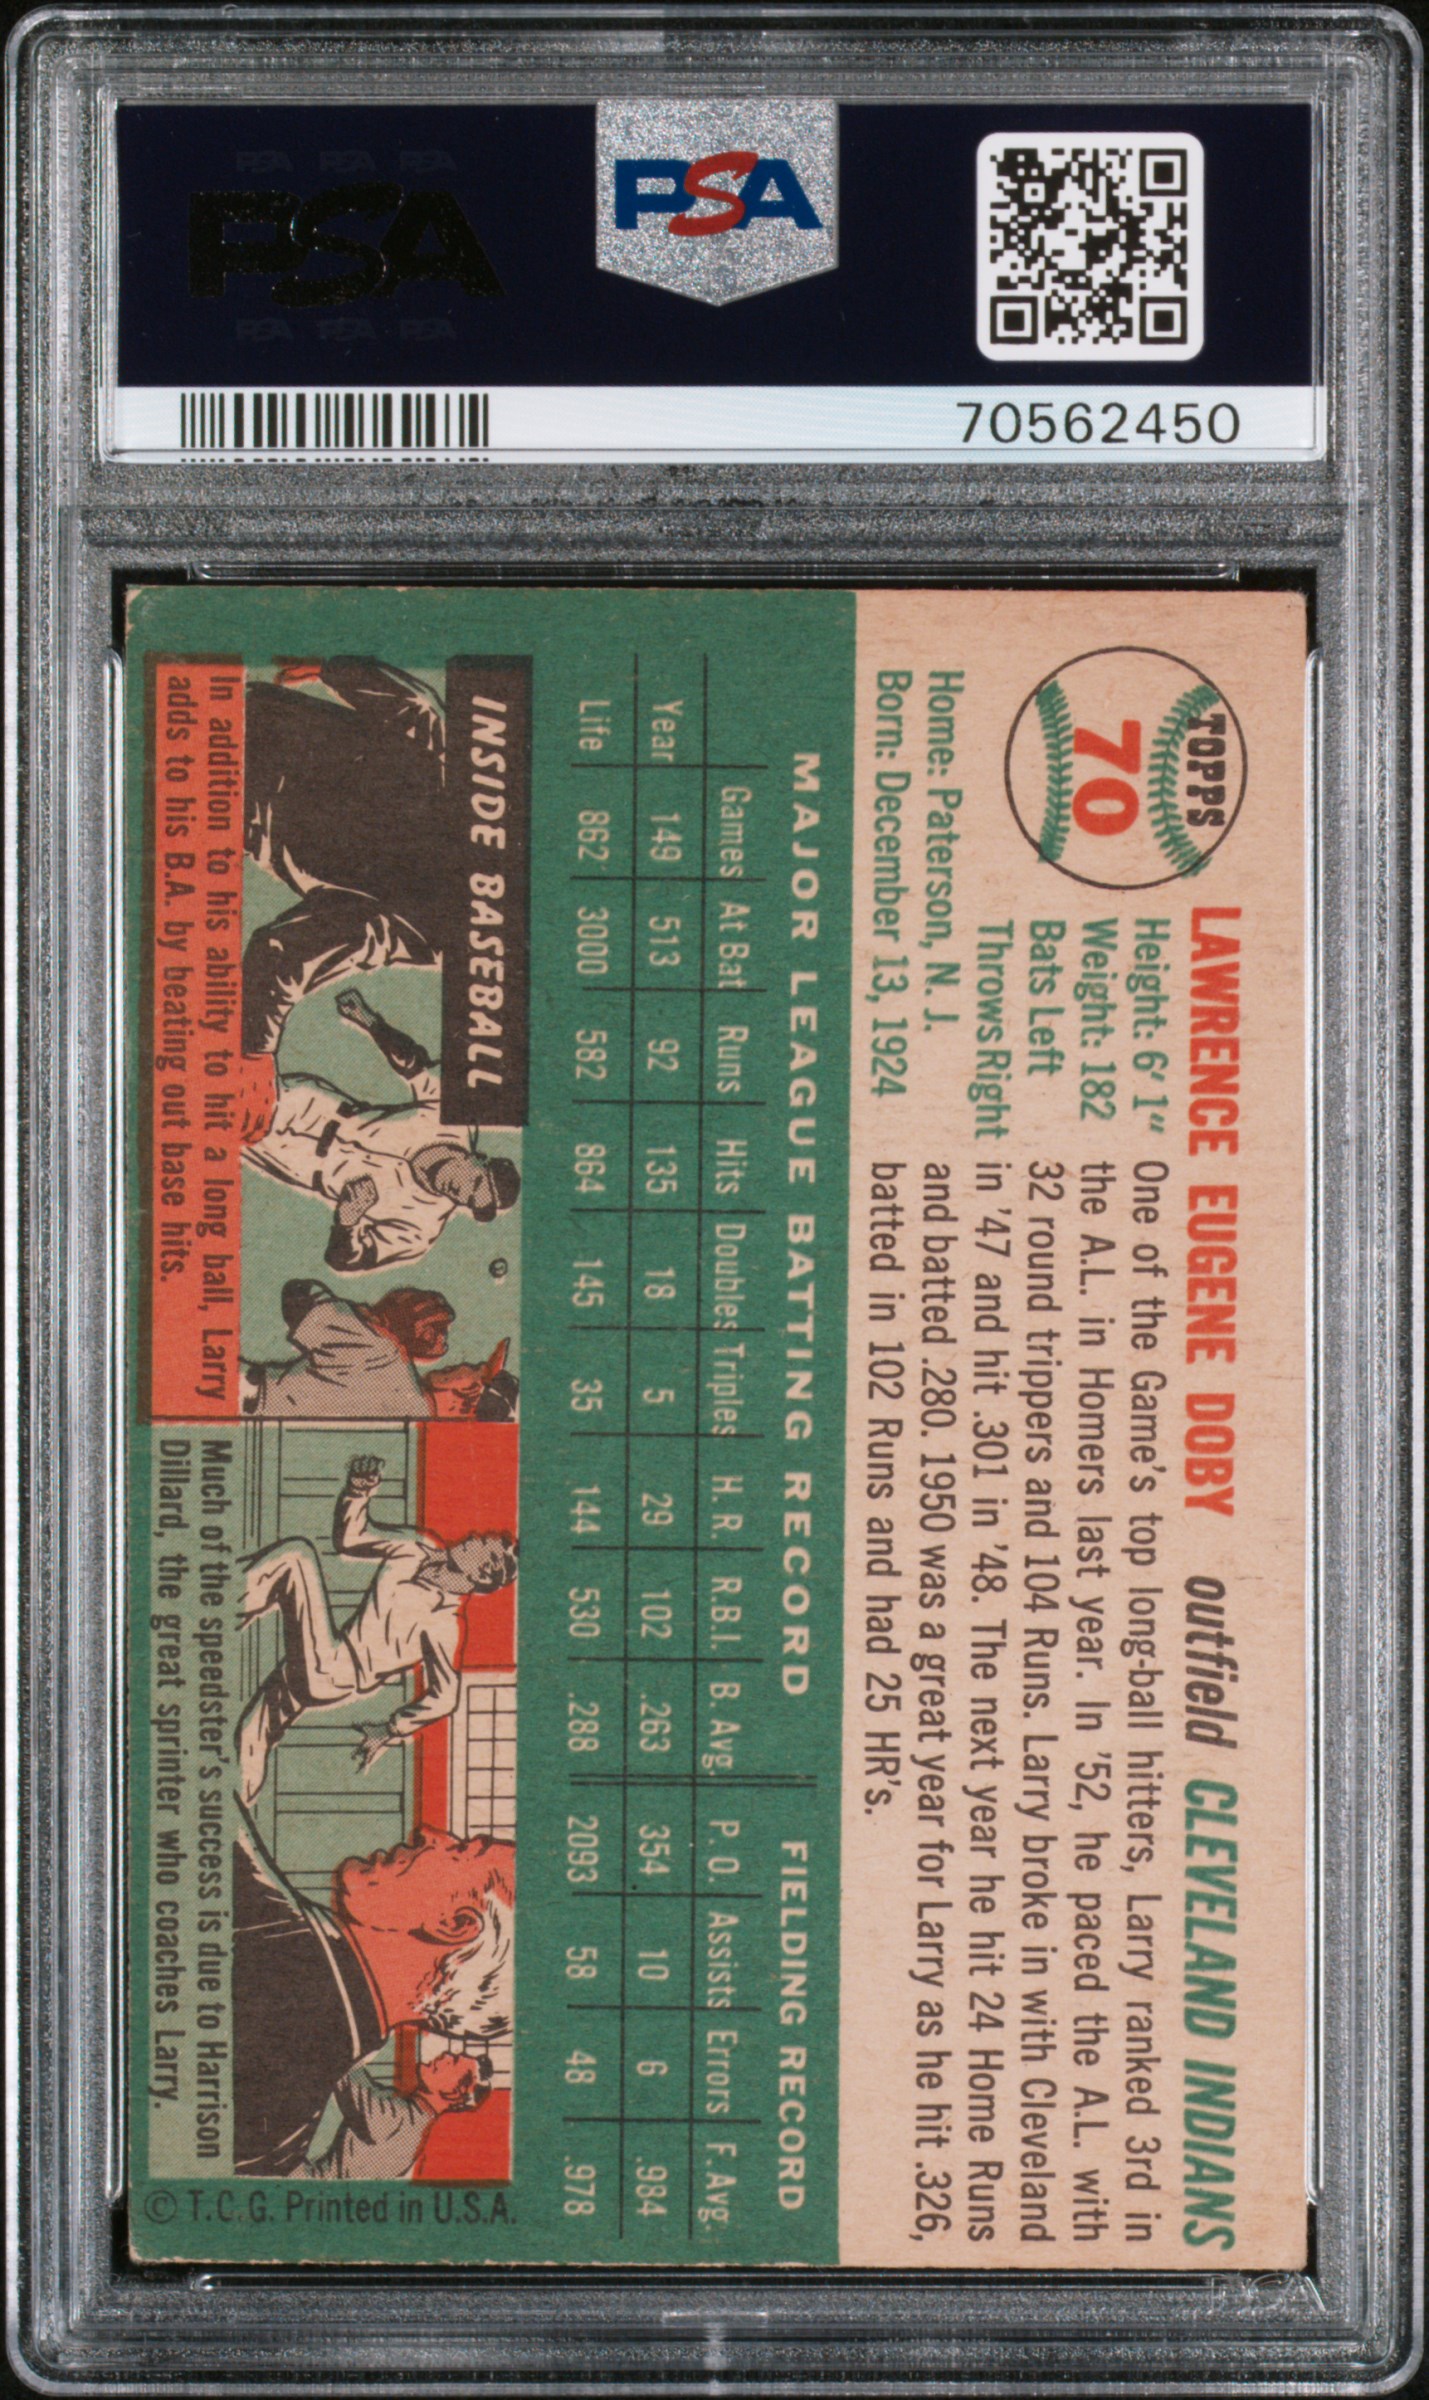 PSA PSA PSA
PSA
PSA PSA PSA
PSA
70562450
TOPPS
70
LAWRENCE EUGENE DOBY outfield CLEVELAND INDIANS
Height: 6' 1"
Weight: 182
Bats Left
Throws Right
Home: Paterson, N. J.
Born: December 13, 1924
One of the Game's top long-ball hitters, Larry ranked 3rd in
the A.L. in Homers last year. In '52, he paced the A.L. with
32 round trippers and 104 Runs. Larry broke in with Cleveland
in '47 and hit .301 in '48. The next year he hit 24 Home Runs
and batted .280. 1950 was a great year for Larry as he hit .326,
batted in 102 Runs and had 25 HR's.
MAJOR LEAGUE BATTING RECORD FIELDING RECORD
Games At Bat Runs Hits Doubles Triples H. R. R.B.I. B. Avg. P. O. Assists Errors F. Avg.
Year 149 513 92 135 18 5 29 102 .263 354 10 6 .984
Life 862 3000 582 864 145 35 144 530 .288 2093 58 48 .978
INSIDE BASEBALL
In addition to his ability to hit a long ball, Larry
adds to his B.A. by beating out base hits.
Much of the speedster's success is due to Harrison
Dillard, the great sprinter who coaches Larry.
© T.C.G. Printed in U.S.A.
PSA